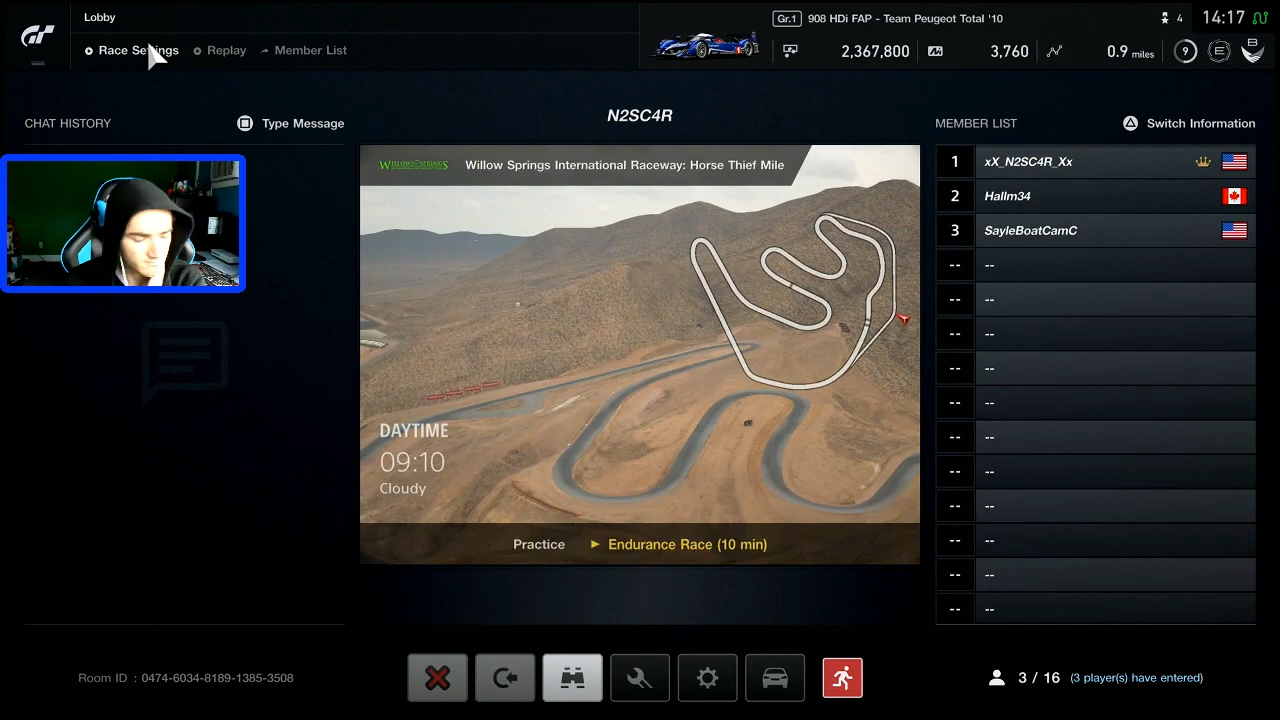 Lobby
Race Settings
Replay
Member List
Gr.1
908 HDi FAP - Team Peugeot Total '10
4
14:17
2,367,800
3,760
0.9 miles
9
E
B
CHAT HISTORY
Type Message
N2SC4R
MEMBER LIST
Switch Information
WILLOW SPRINGS
Willow Springs International Raceway: Horse Thief Mile
DAYTIME
09:10
Cloudy
Practice
Endurance Race (10 min)
1 xX_N2SC4R_Xx
2 Hallm34
3 SayleBoatCamC
-- --
-- --
-- --
-- --
-- --
-- --
-- --
-- --
-- --
-- --
-- --
Room ID : 0474-6034-8189-1385-3508
3 / 16
(3 player(s) have entered)